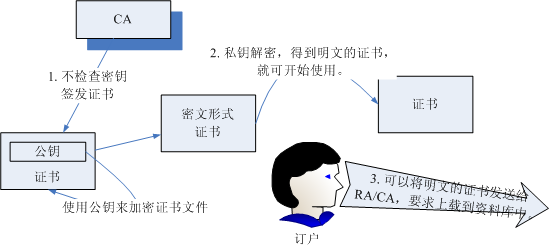 CA
1. 不检查密钥
签发证书
2. 私钥解密，得到明文的证书，
就可开始使用。
密文形式
证书
证书
公钥
证书
使用公钥来加密证书文件
3. 可以将明文的证书发送给
RA/CA，要求上载到资料库中。
订户